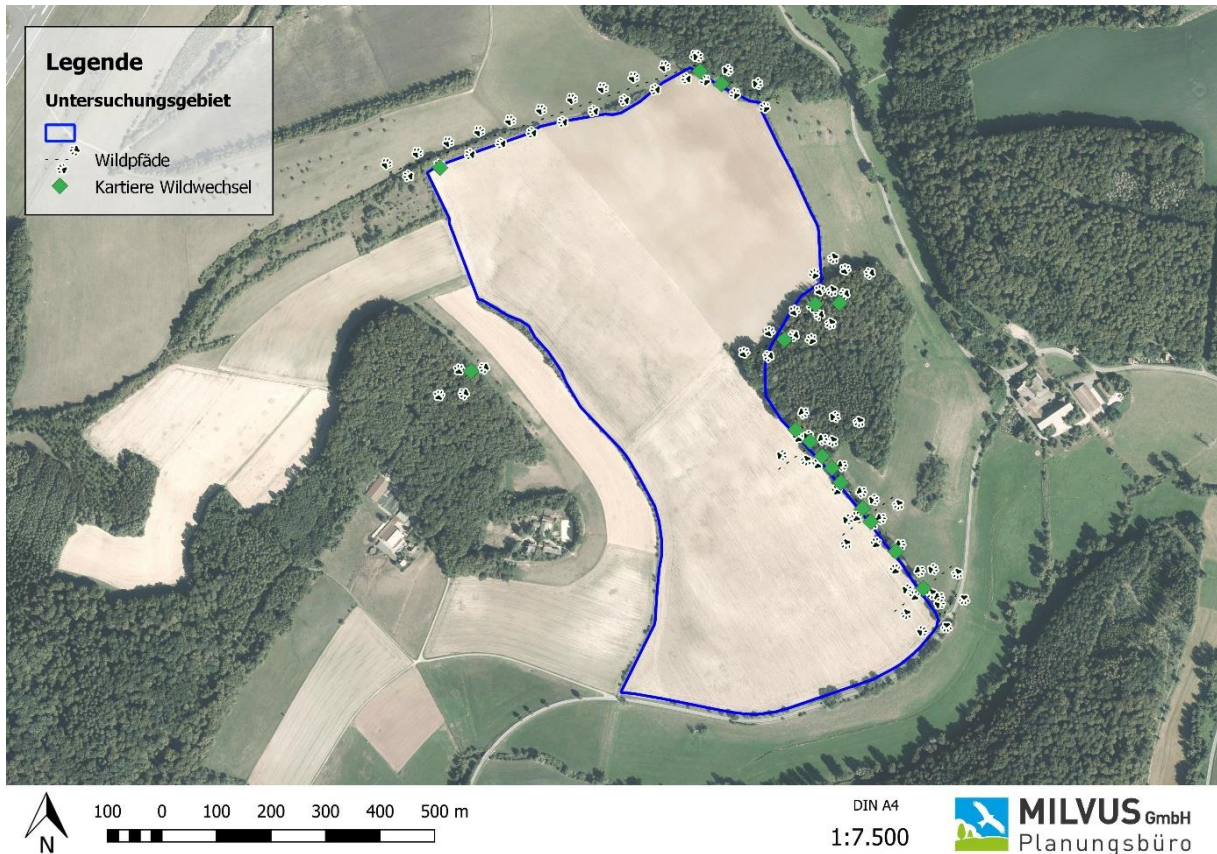 Legende
Untersuchungsgebiet
Wildpfäde
Kartiere Wildwechsel
100 0 100 200 300 400 500 m
N
DIN A4
1:7.500
MILVUS GmbH
Planungsbüro